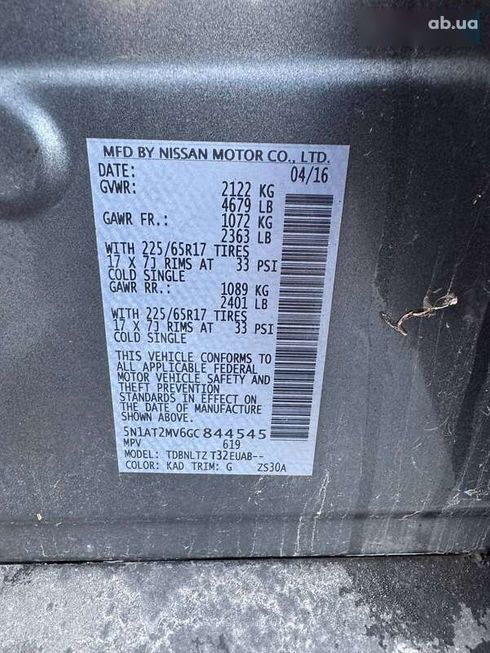 ab.ua
MFD BY NISSAN MOTOR CO., LTD.
DATE: 04/16
GVWR: 2122 KG
4679 LB
GAWR FR.: 1072 KG
2363 LB
WITH 225/65R17 TIRES
17 X 7J RIMS AT 33 PSI
COLD SINGLE
GAWR RR.: 1089 KG
2401 LB
WITH 225/65R17 TIRES
17 X 7J RIMS AT 33 PSI
COLD SINGLE
THIS VEHICLE CONFORMS TO
ALL APPLICABLE FEDERAL
MOTOR VEHICLE SAFETY AND
THEFT PREVENTION
STANDARDS IN EFFECT ON
THE DATE OF MFR. SHOWN
ABOVE.
5N1AT2MV6GC844545
MPV 619
MODEL: TDBNLTZ T32EUAB--
COLOR: KAD TRIM: G ZS30A